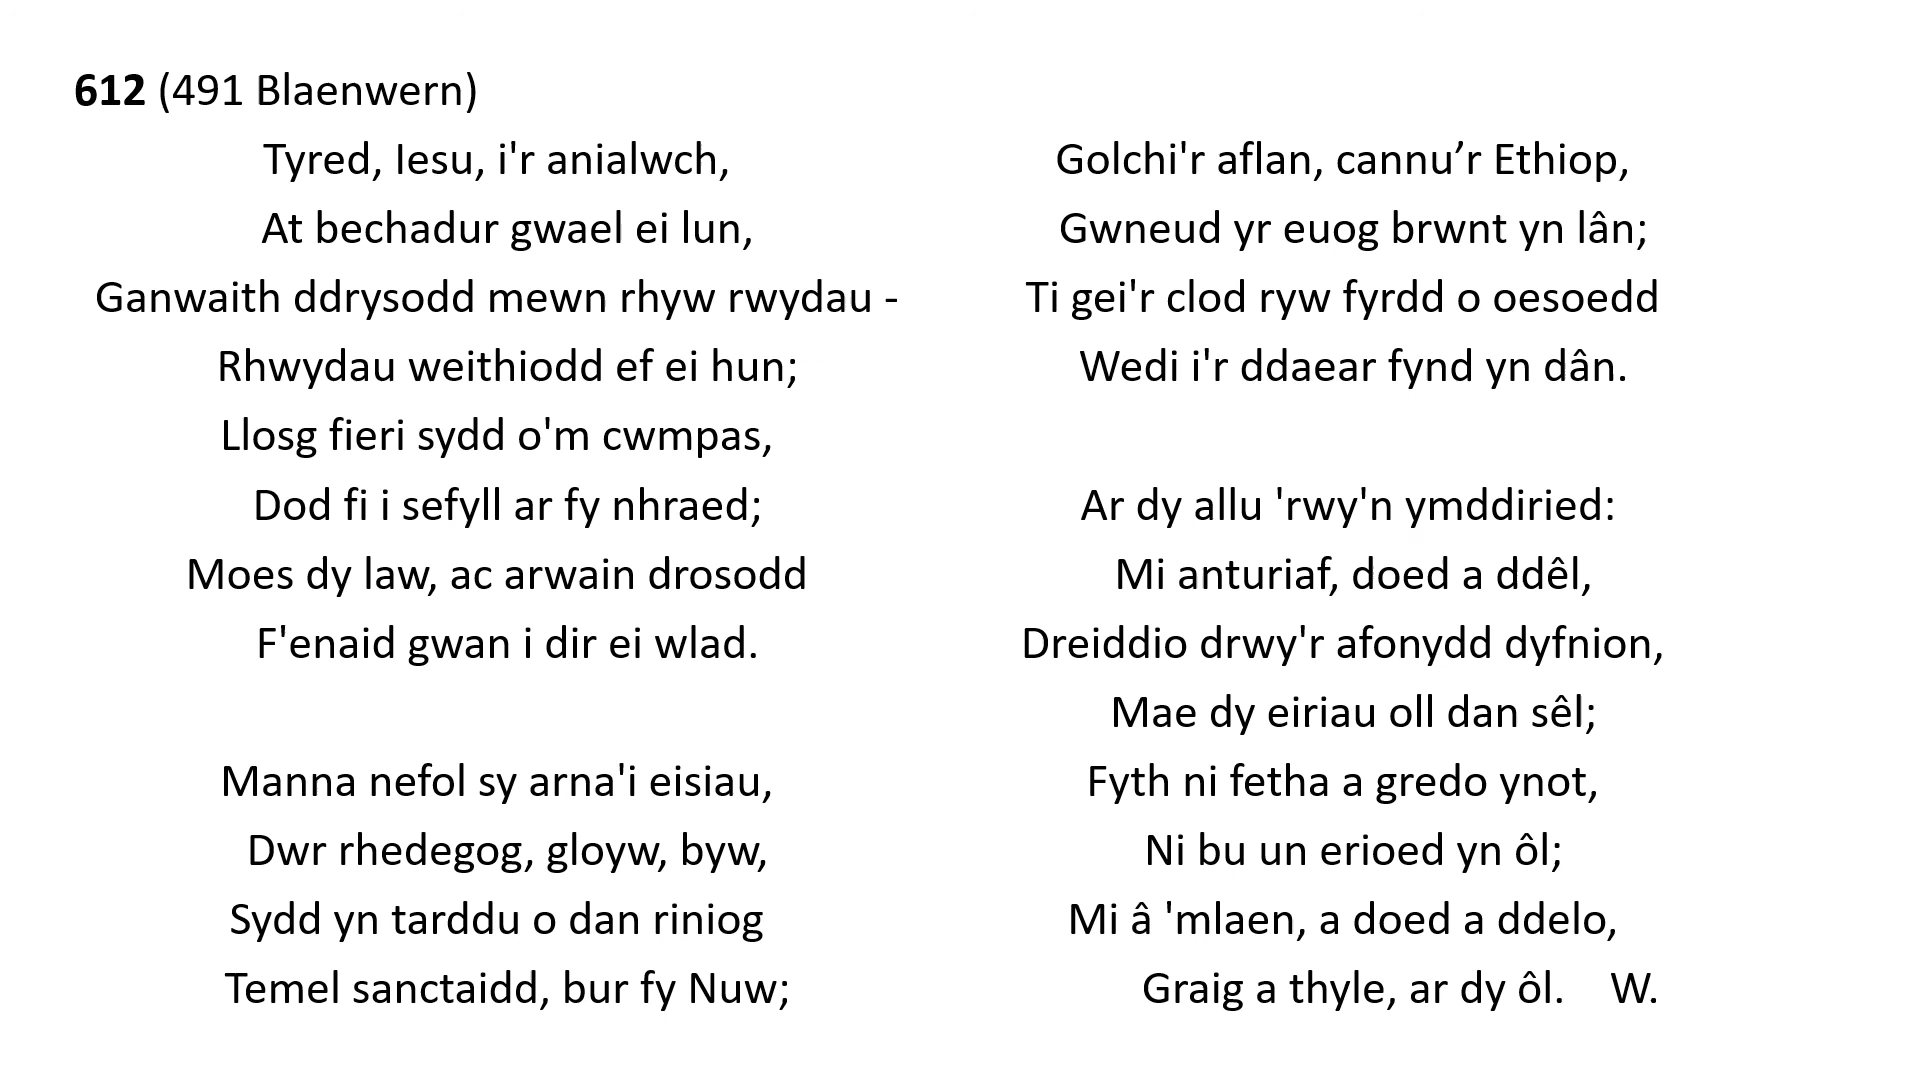 612 (491 Blaenwern)
Tyred, Iesu, i'r anialwch,
At bechadur gwael ei lun,
Ganwaith ddrysodd mewn rhyw rwydau -
Rhwydau weithiodd ef ei hun;
Llosg fieri sydd o'm cwmpas,
Dod fi i sefyll ar fy nhraed;
Moes dy law, ac arwain drosodd
F'enaid gwan i dir ei wlad.

Manna nefol sy arna'i eisiau,
Dwr rhedegog, gloyw, byw,
Sydd yn tarddu o dan riniog
Temel sanctaidd, bur fy Nuw;
Golchi'r aflan, cannu’r Ethiop,
Gwneud yr euog brwnt yn lân;
Ti gei'r clod ryw fyrdd o oesoedd
Wedi i'r ddaear fynd yn dân.

Ar dy allu 'rwy'n ymddiried:
Mi anturiaf, doed a ddêl,
Dreiddio drwy'r afonydd dyfnion,
Mae dy eiriau oll dan sêl;
Fyth ni fetha a gredo ynot,
Ni bu un erioed yn ôl;
Mi â 'mlaen, a doed a ddelo,
Graig a thyle, ar dy ôl. W.